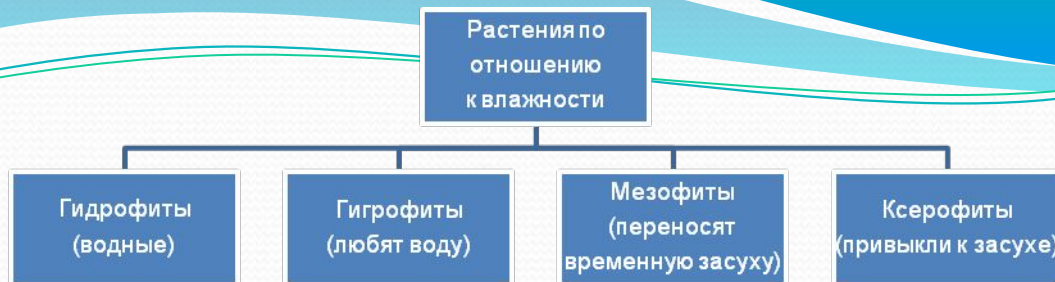 Растения по
отношению
к влажности
Гидрофиты
(водные)
Гигрофиты
(любят воду)
Мезофиты
(переносят
временную засуху)
Ксерофиты
(привыкли к засухе)